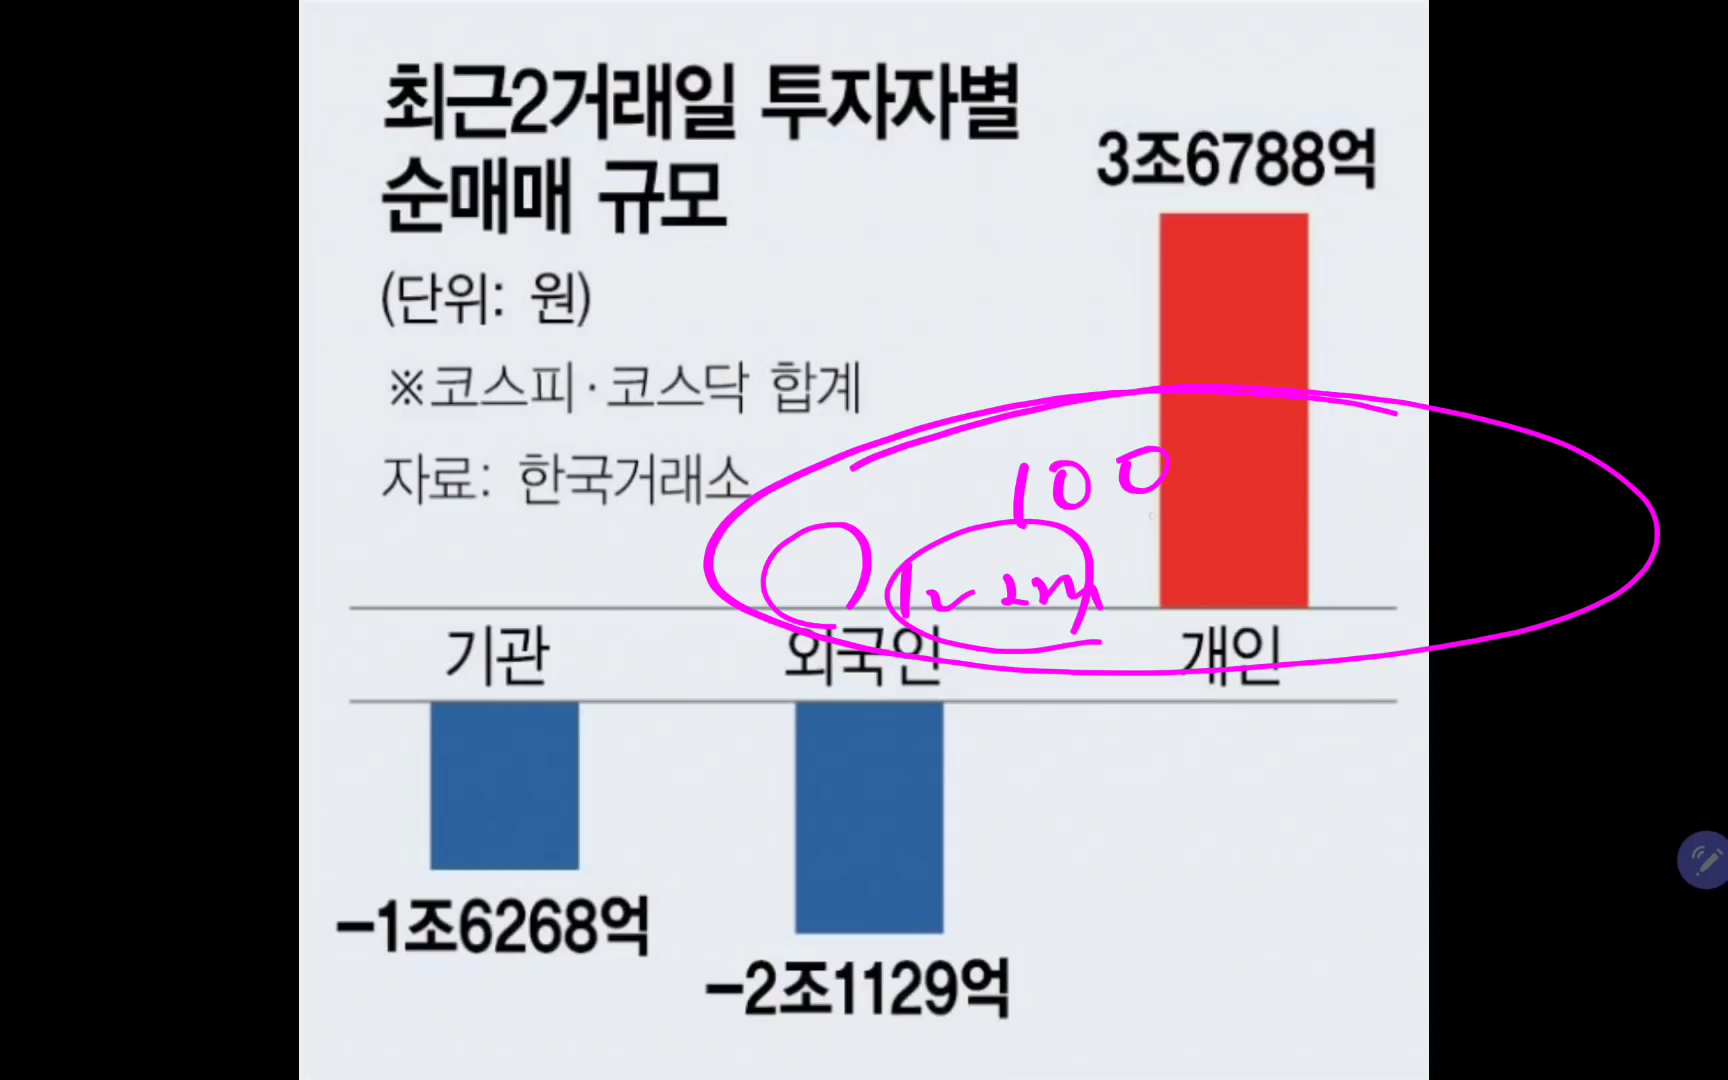 최근2거래일 투자자별
순매매 규모
(단위: 원)
※코스피·코스닥 합계
자료: 한국거래소
3조6788억
100
기관 외국인 개인
-1조6268억
-2조1129억